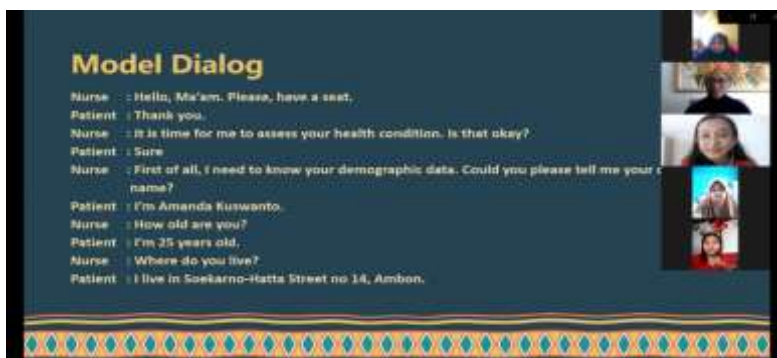 Model Dialog
Nurse : Hello, Ma'am. Please, have a seat.
Patient : Thank you.
Nurse : It is time for me to assess your health condition. Is that okay?
Patient : Sure
Nurse : First of all, I need to know your demographic data. Could you please tell me your
name?
Patient : I'm Amanda Kuswanto.
Nurse : How old are you?
Patient : I'm 25 years old.
Nurse : Where do you live?
Patient : I live in Soekarno-Hatta Street no 14, Ambon.